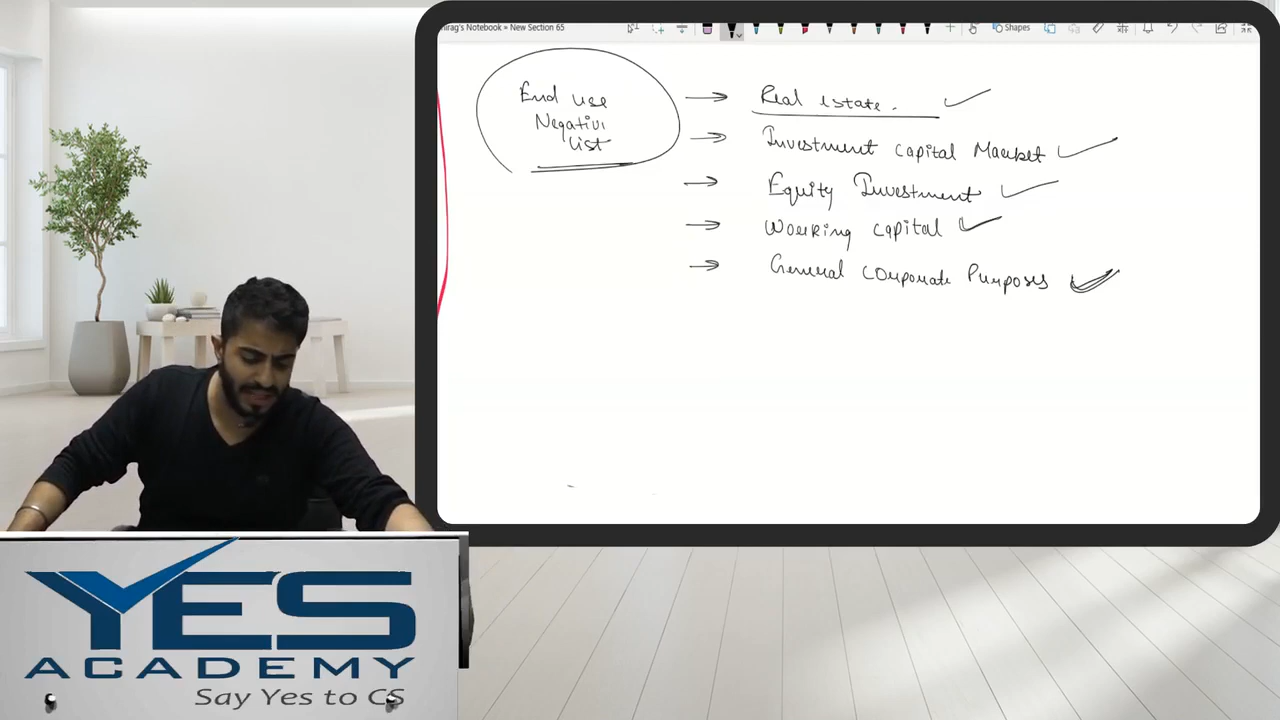 irag's Notebook » New Section 65
Shapes
End use
Negative
list
Real estate.
Investment capital Market
Equity Investment
Working capital
General corporate Purposes
YES
ACADEMY
Say Yes to CS